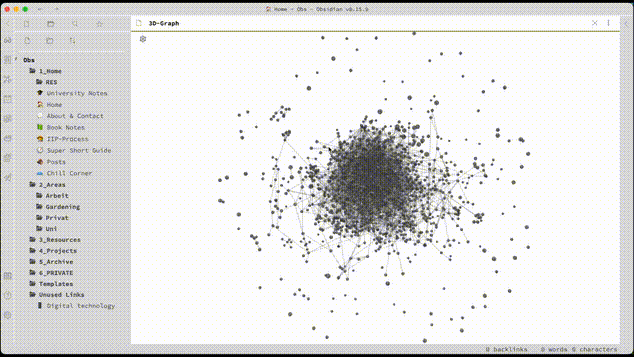 Home - Obs - Obsidian v0.15.9
3D-Graph
Obs
1_Home
RES
University Notes
Home
About & Contact
Book Notes
IIP-Process
Super Short Guide
Posts
Chill Corner
2_Areas
Arbeit
Gardening
Privat
Uni
3_Resources
4_Projects
5_Archive
6_PRIVATE
Templates
Unused Links
Digital technology
0 backlinks 0 words 0 characters